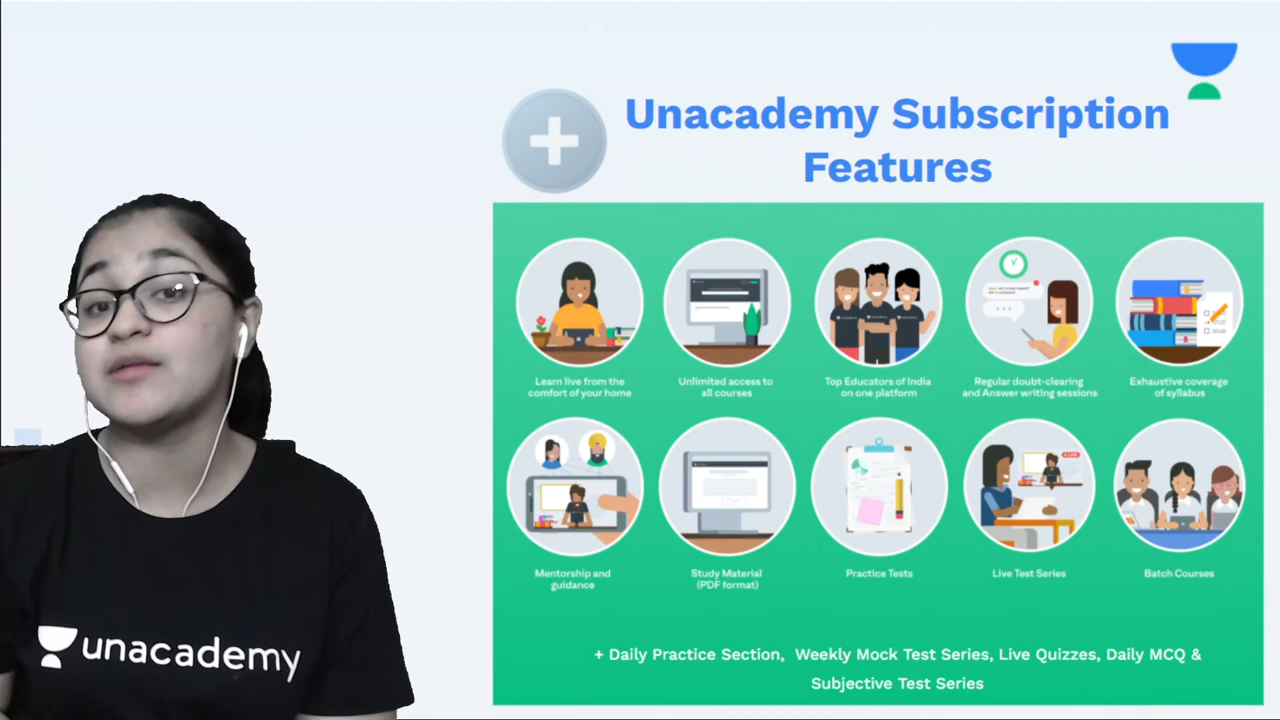 Unacademy Subscription
Features
Learn live from the
comfort of your home
Unlimited access to
all courses
Top Educators of India
on one platform
Regular doubt-clearing
and Answer writing sessions
Exhaustive coverage
of syllabus
Mentorship and
guidance
Study Material
(PDF format)
Practice Tests
Live Test Series
Batch Courses
+ Daily Practice Section, Weekly Mock Test Series, Live Quizzes, Daily MCQ &
Subjective Test Series
unacademy